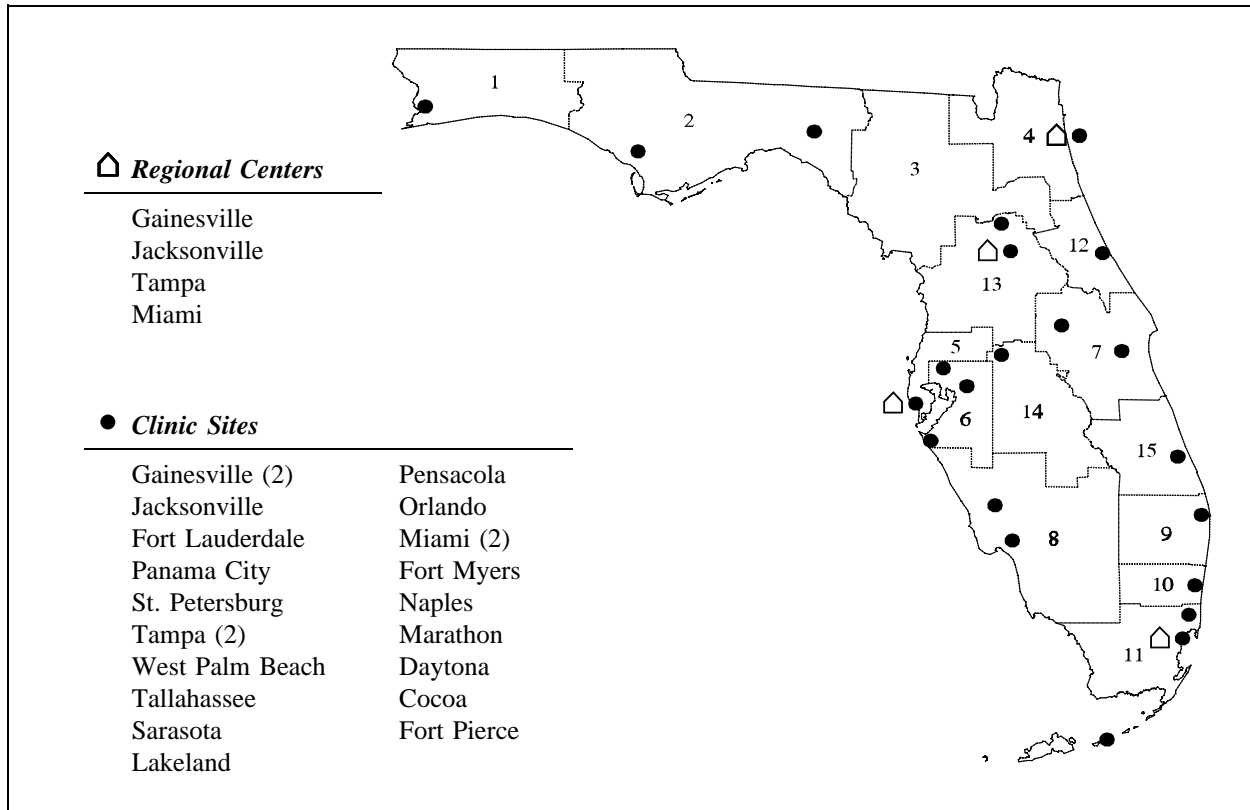 Regional Centers
Gainesville
Jacksonville
Tampa
Miami
Clinic Sites
Gainesville (2)
Jacksonville
Fort Lauderdale
Panama City
St. Petersburg
Tampa (2)
West Palm Beach
Tallahassee
Sarasota
Lakeland
Pensacola
Orlando
Miami (2)
Fort Myers
Naples
Marathon
Daytona
Cocoa
Fort Pierce
1
2
3
4
12
13
5
7
6
14
15
8
9
10
11